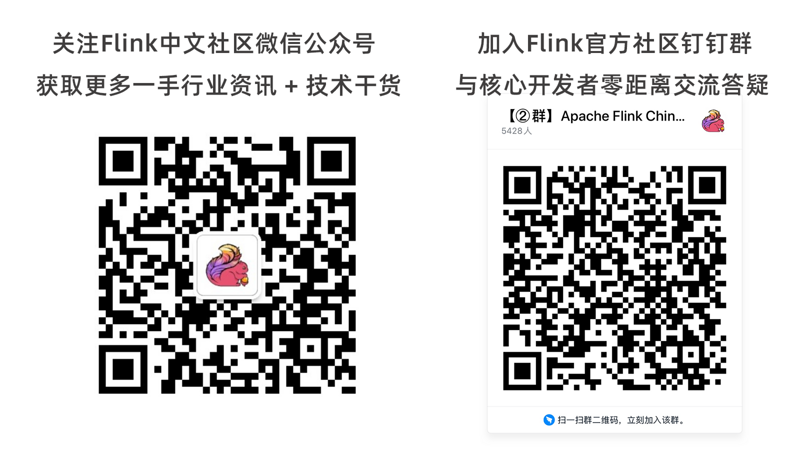 关注Flink中文社区微信公众号
获取更多一手行业资讯 + 技术干货
加入Flink官方社区钉钉群
与核心开发者零距离交流答疑
【②群】Apache Flink Chin...
5428人
扫一扫群二维码，立刻加入该群。